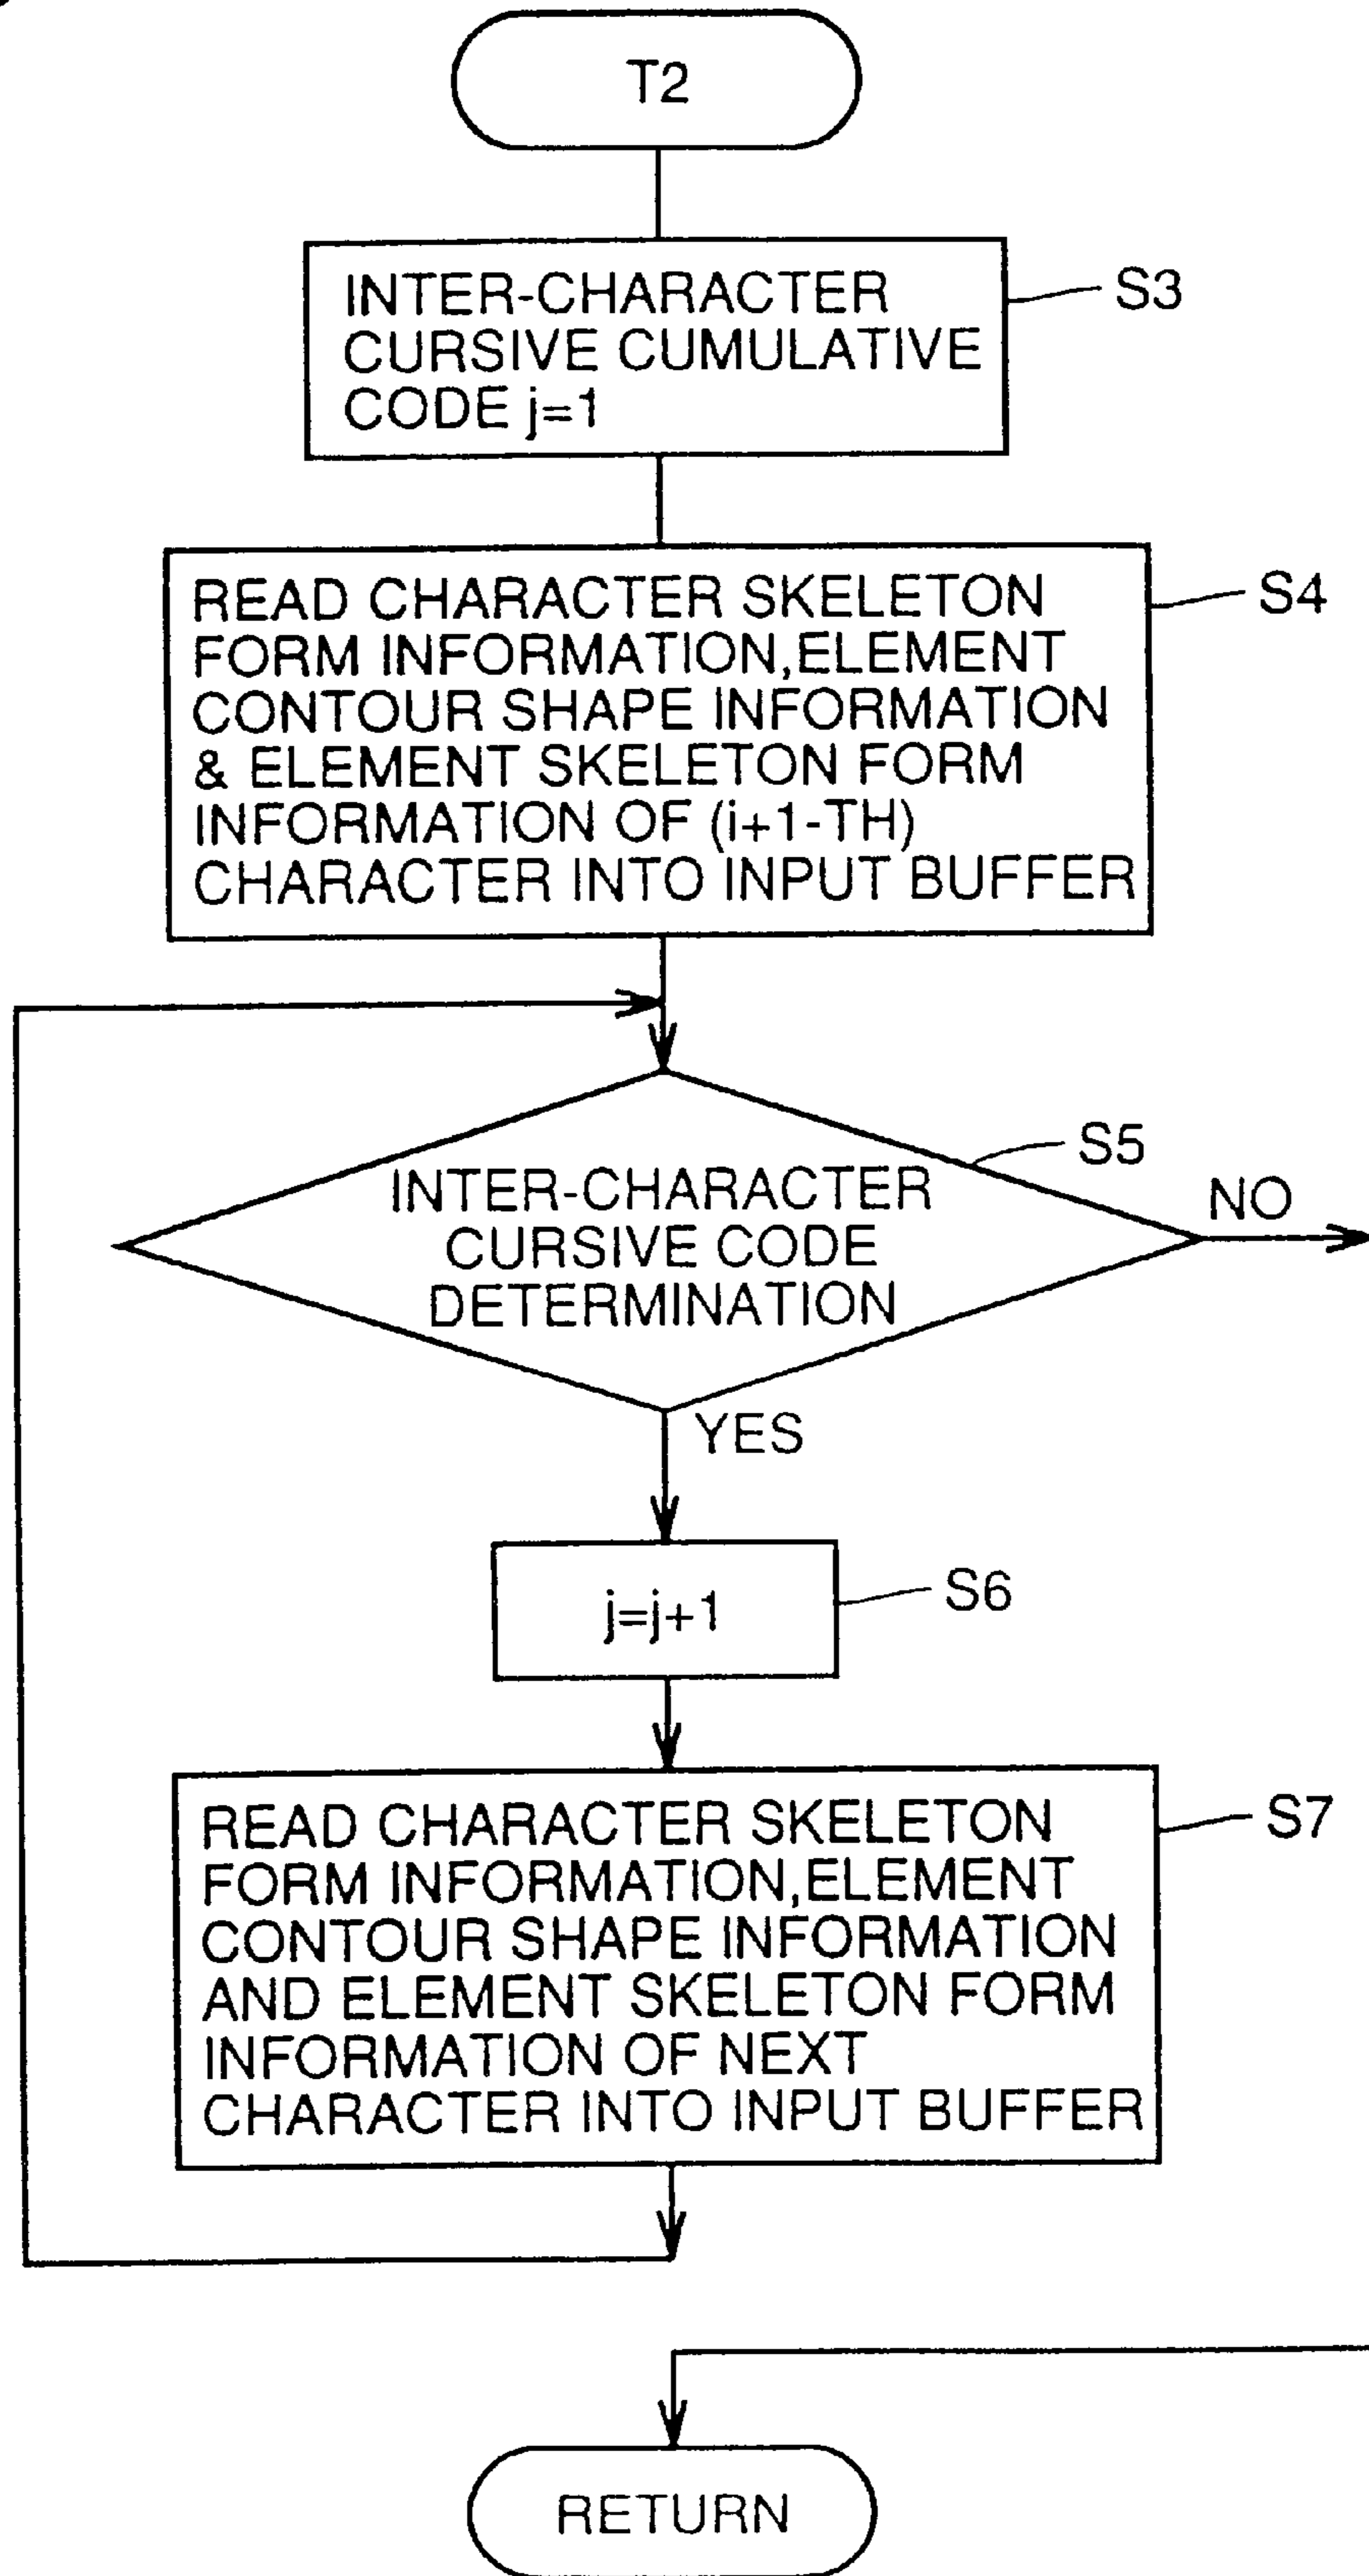 T2
INTER-CHARACTER
CURSIVE CUMULATIVE
CODE j=1
S3
READ CHARACTER SKELETON
FORM INFORMATION,ELEMENT
CONTOUR SHAPE INFORMATION
& ELEMENT SKELETON FORM
INFORMATION OF (i+1-TH)
CHARACTER INTO INPUT BUFFER
S4
INTER-CHARACTER
CURSIVE CODE
DETERMINATION
S5
NO
YES
j=j+1
S6
READ CHARACTER SKELETON
FORM INFORMATION,ELEMENT
CONTOUR SHAPE INFORMATION
AND ELEMENT SKELETON FORM
INFORMATION OF NEXT
CHARACTER INTO INPUT BUFFER
S7
RETURN